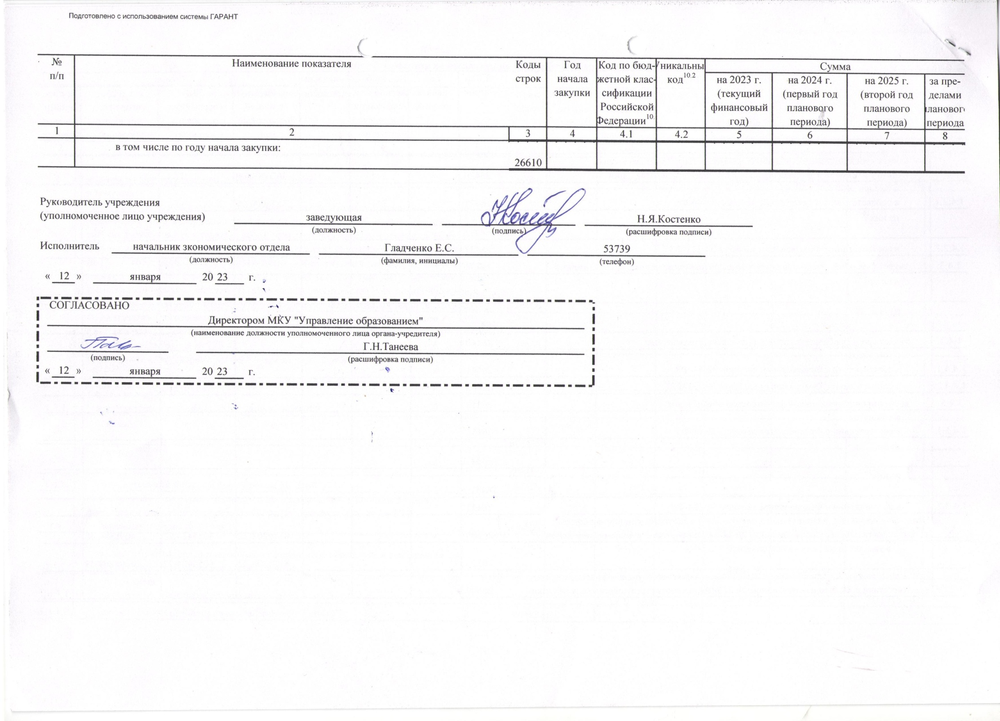 Подготовлено с использованием системы ГАРАНТ
№ п/п
Наименование показателя
Коды строк
Год начала закупки
Код по бюд-
жетной клас-
сификации
Российской
Федерации10.
никальны
код10.2
Сумма
на 2023 г.
(текущий
финансовый
год)
на 2024 г.
(первый год
планового
периода)
на 2025 г.
(второй год
планового
периода)
за пре-
делами
планового
периода
1 2 3 4 4.1 4.2 5 6 7 8
в том числе по году начала закупки:
26610
Руководитель учреждения
(уполномоченное лицо учреждения) заведующая Н.Я.Костенко
(должность) (подпись) (расшифровка подписи)
Исполнитель начальник зкономического отдела Гладченко Е.С. 53739
(должность) (фамилия, инициалы) (телефон)
« 12 » января 20 23 г.
СОГЛАСОВАНО
Директором МКУ "Управление образованием"
(наименование должности уполномоченного лица органа-учредителя)
Г.Н.Танеева
(подпись) (расшифровка подписи)
« 12 » января 20 23 г.